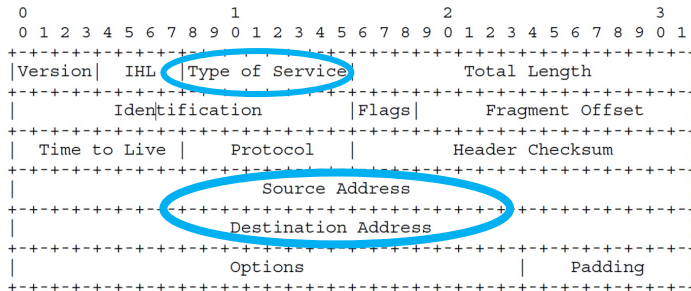 0 1 2 3
0 1 2 3 4 5 6 7 8 9 0 1 2 3 4 5 6 7 8 9 0 1 2 3 4 5 6 7 8 9 0 1
+-+-+-+-+-+-+-+-+-+-+-+-+-+-+-+-+-+-+-+-+-+-+-+-+-+-+-+-+-+-+-+-
|Version| IHL |Type of Service| Total Length
+-+-+-+-+-+-+-+-+-+-+-+-+-+-+-+-+-+-+-+-+-+-+-+-+-+-+-+-+-+-+-+-
| Identification |Flags| Fragment Offset
+-+-+-+-+-+-+-+-+-+-+-+-+-+-+-+-+-+-+-+-+-+-+-+-+-+-+-+-+-+-+-+-
| Time to Live | Protocol | Header Checksum
+-+-+-+-+-+-+-+-+-+-+-+-+-+-+-+-+-+-+-+-+-+-+-+-+-+-+-+-+-+-+-+-
| Source Address
+-+-+-+-+-+-+-+-+-+-+-+-+-+-+-+-+-+-+-+-+-+-+-+-+-+-+-+-+-+-+-+-
| Destination Address
+-+-+-+-+-+-+-+-+-+-+-+-+-+-+-+-+-+-+-+-+-+-+-+-+-+-+-+-+-+-+-+-
| Options | Padding
+-+-+-+-+-+-+-+-+-+-+-+-+-+-+-+-+-+-+-+-+-+-+-+-+-+-+-+-+-+-+-+-